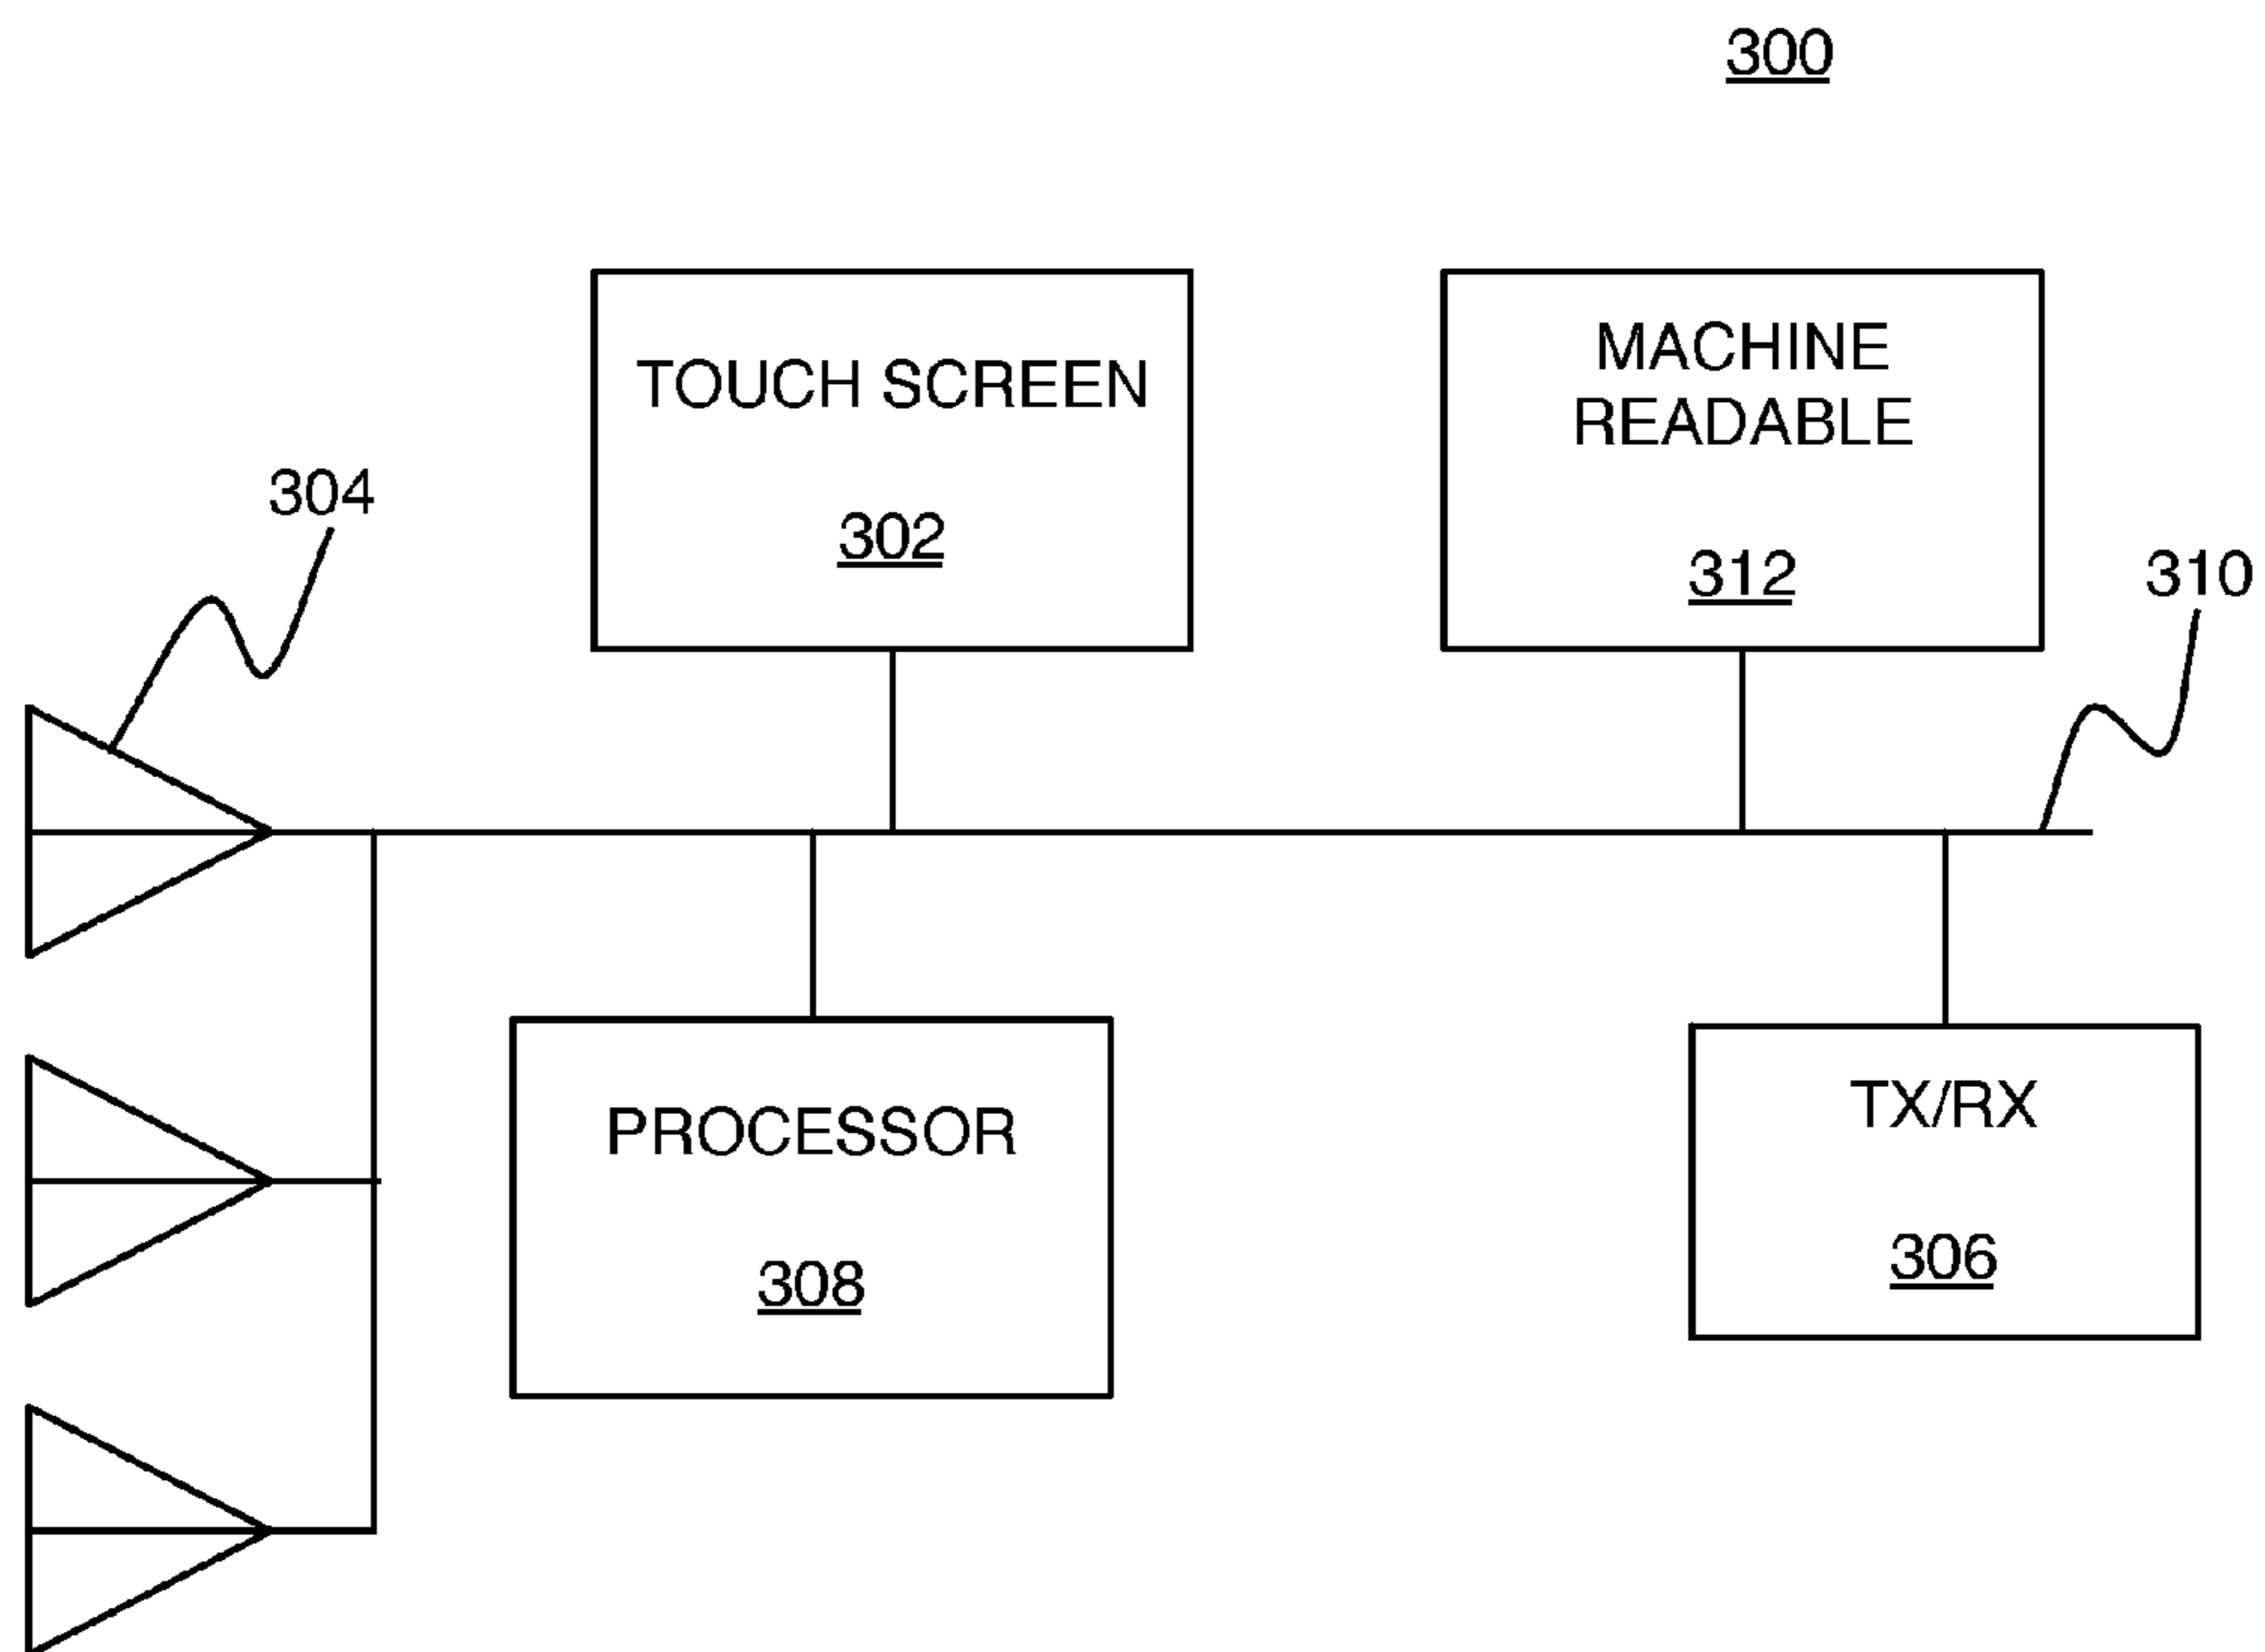 300
TOUCH SCREEN
302
MACHINE
READABLE
312
304
310
PROCESSOR
308
TX/RX
306